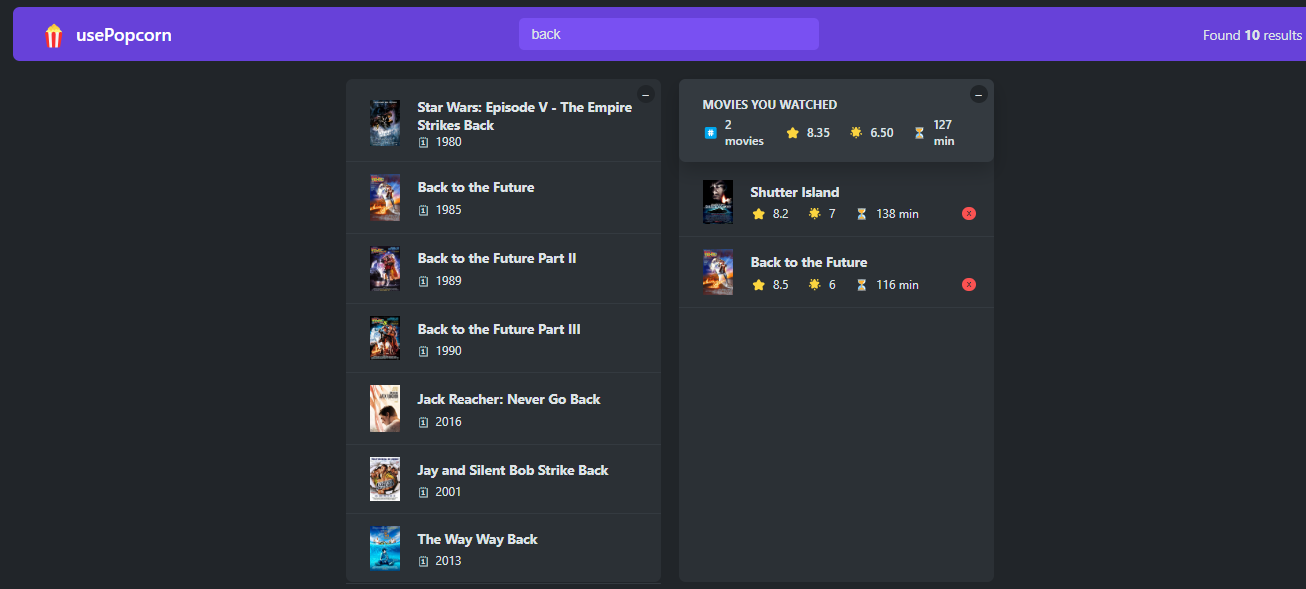 usePopcorn
back
Found 10 results
Star Wars: Episode V - The Empire
Strikes Back
1980
Back to the Future
1985
Back to the Future Part II
1989
Back to the Future Part III
1990
Jack Reacher: Never Go Back
2016
Jay and Silent Bob Strike Back
2001
The Way Way Back
2013
MOVIES YOU WATCHED
2
movies
8.35
6.50
127
min
Shutter Island
8.2 7 138 min
Back to the Future
8.5 6 116 min